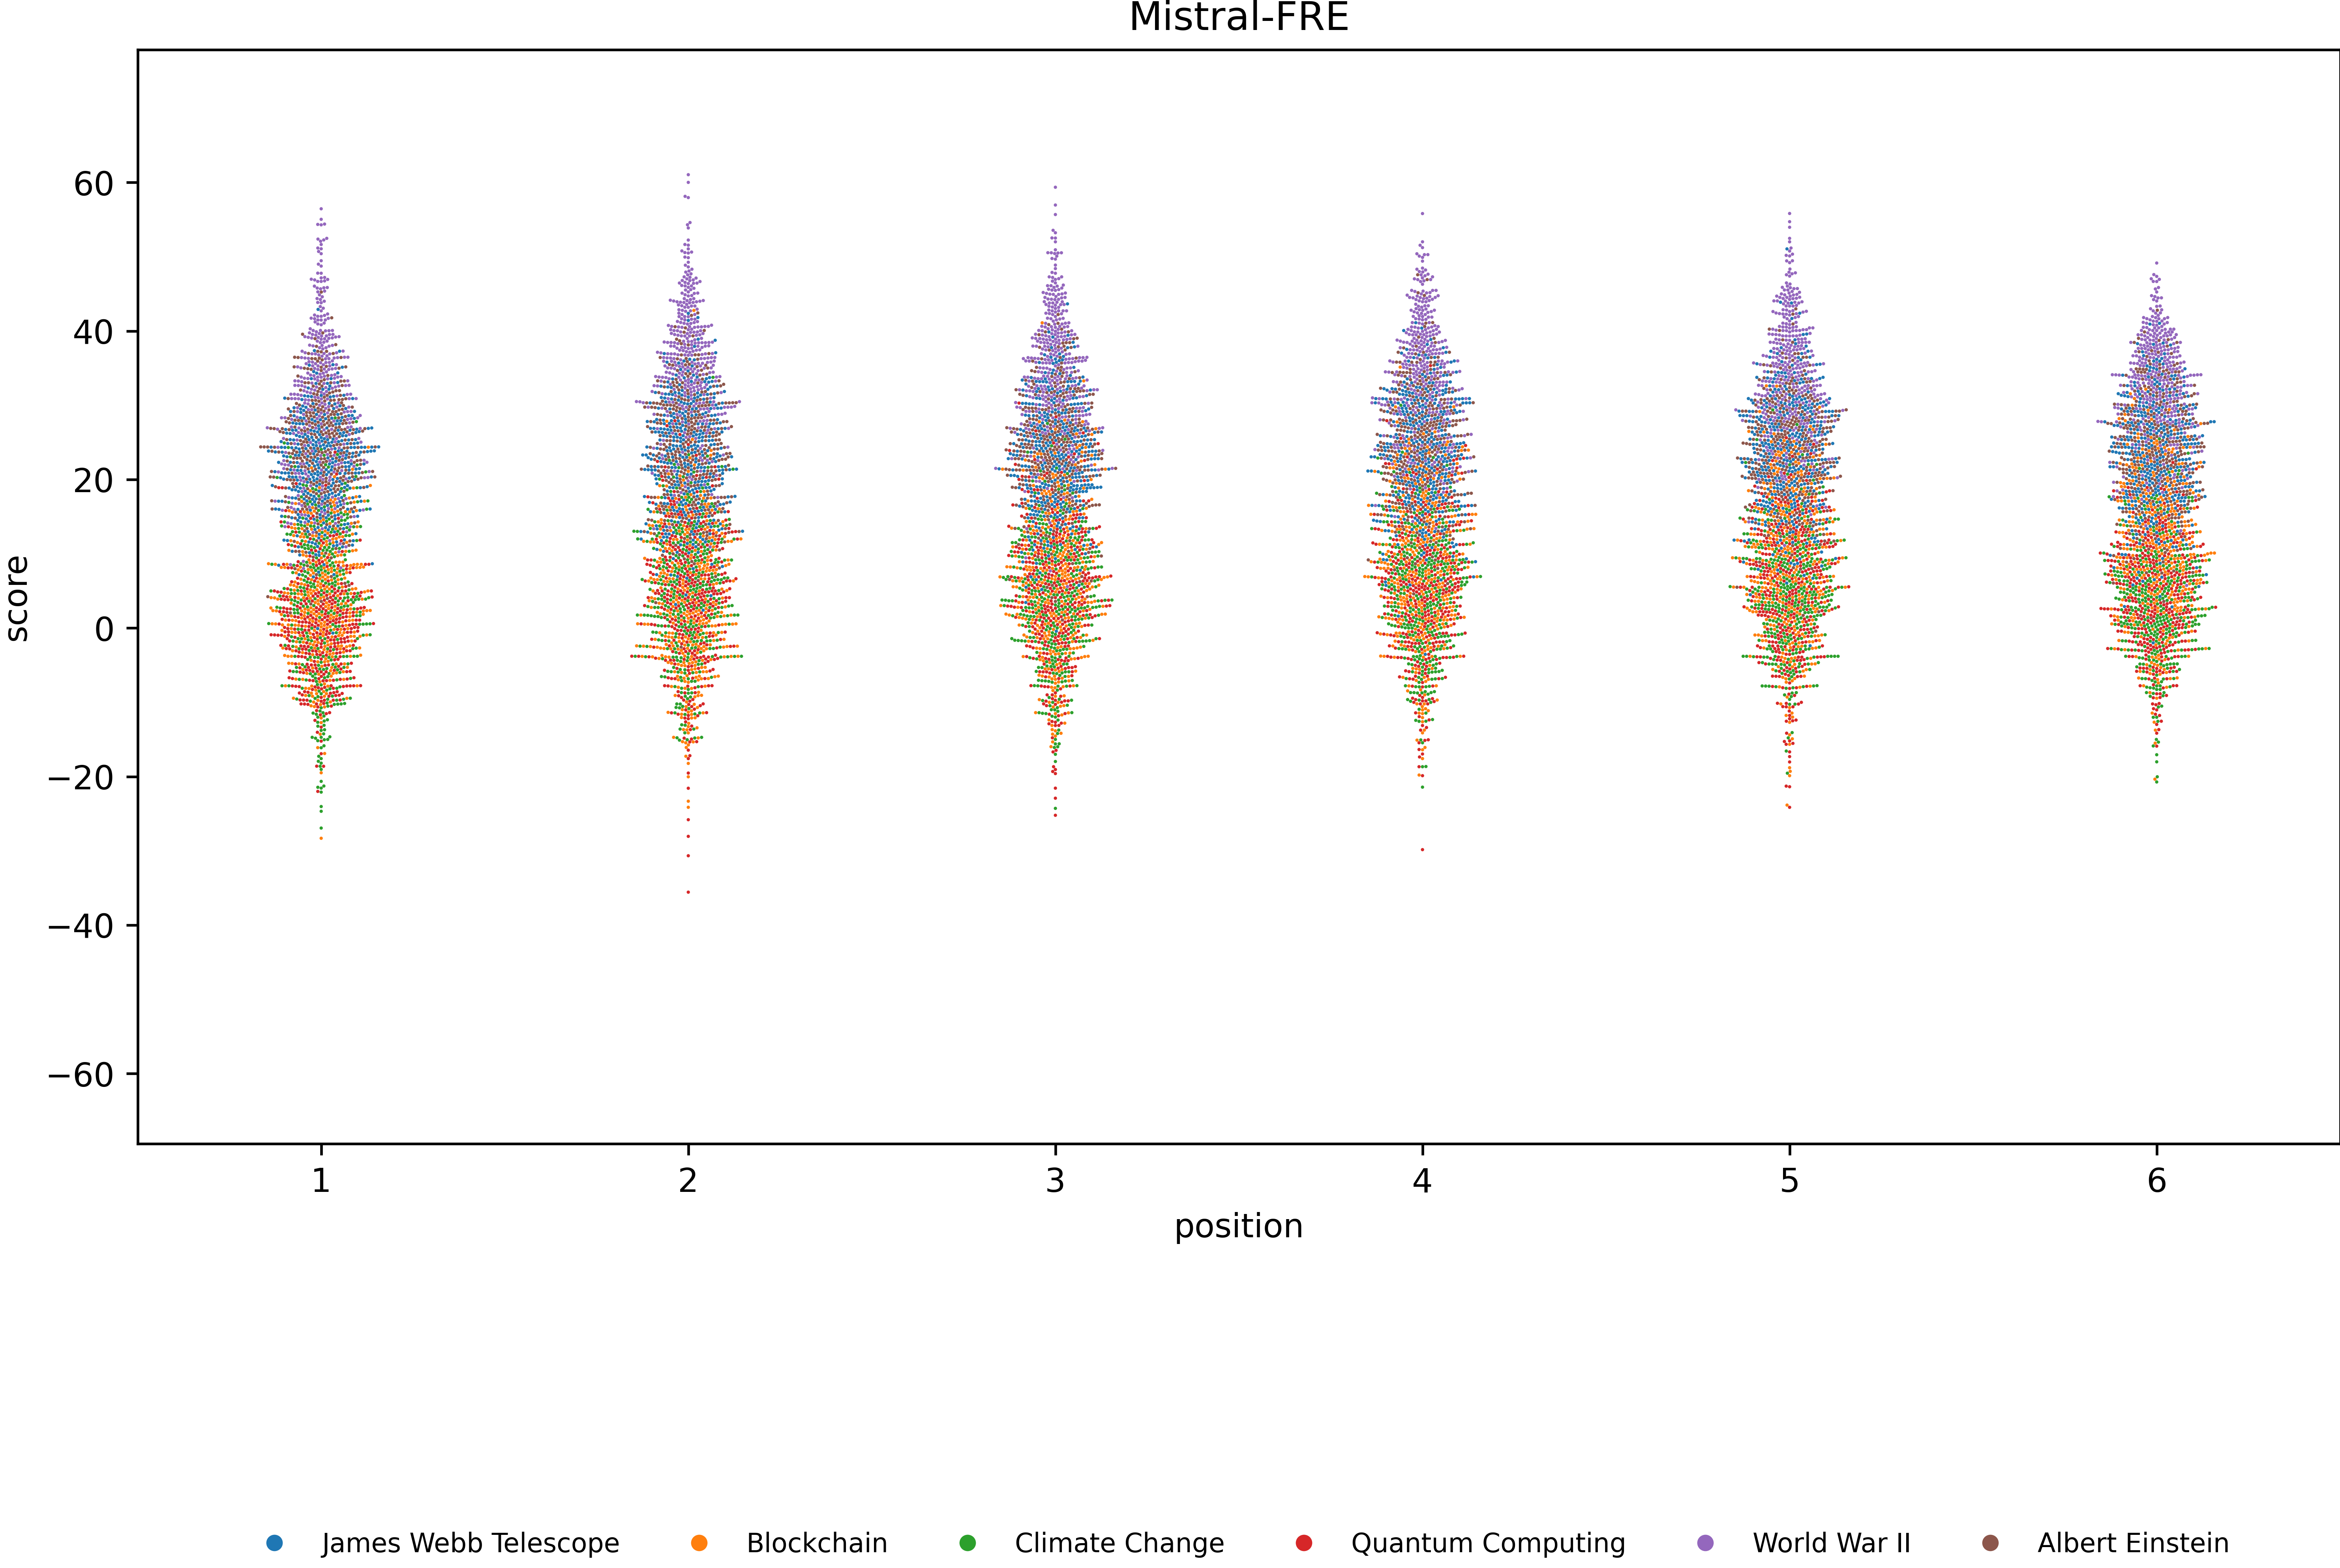 Mistral-FRE
60
40
20
0
−20
−40
−60
score
1 2 3 4 5 6
position
James Webb Telescope Blockchain Climate Change Quantum Computing World War II Albert Einstein